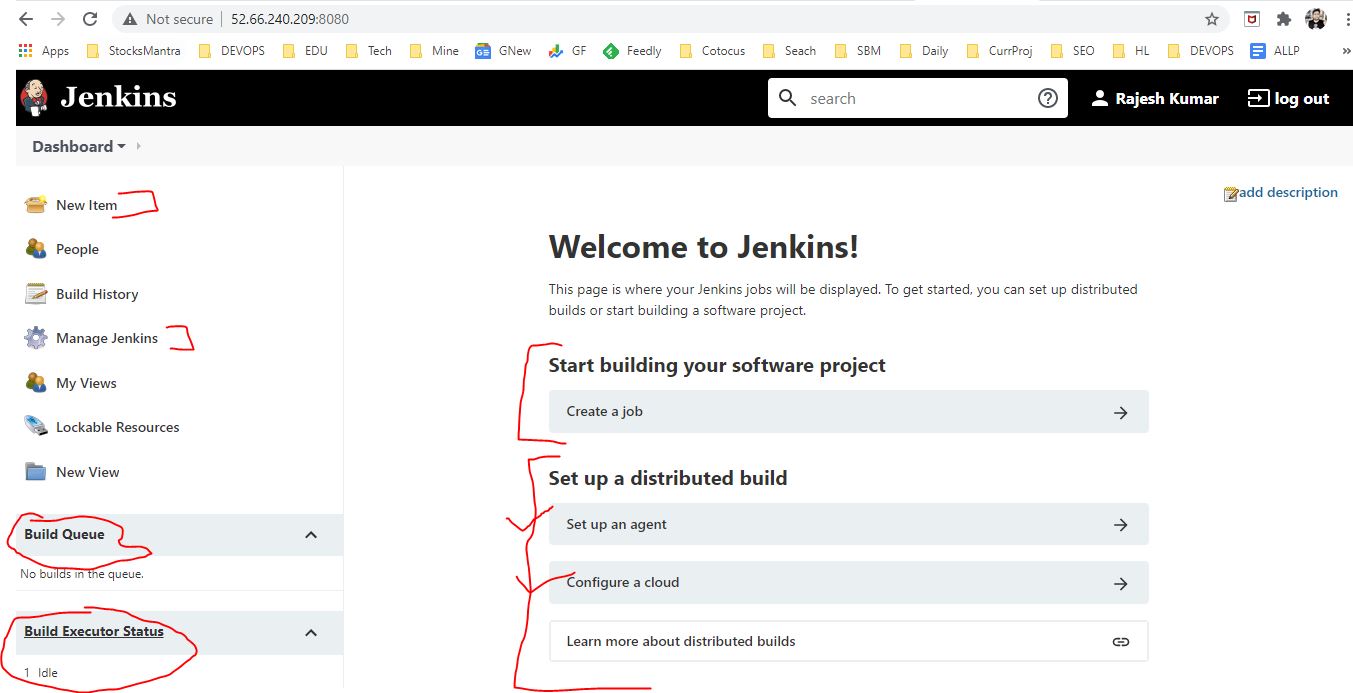 Not secure 52.66.240.209:8080
Apps StocksMantra DEVOPS EDU Tech Mine GNew GF Feedly Cotocus Seach SBM Daily CurrProj SEO HL DEVOPS ALLP »
Jenkins search Rajesh Kumar log out
Dashboard
add description
New Item
People
Build History
Manage Jenkins
My Views
Lockable Resources
New View
Build Queue
No builds in the queue.
Build Executor Status
1 Idle
Welcome to Jenkins!
This page is where your Jenkins jobs will be displayed. To get started, you can set up distributed
builds or start building a software project.
Start building your software project
Create a job
Set up a distributed build
Set up an agent
Configure a cloud
Learn more about distributed builds